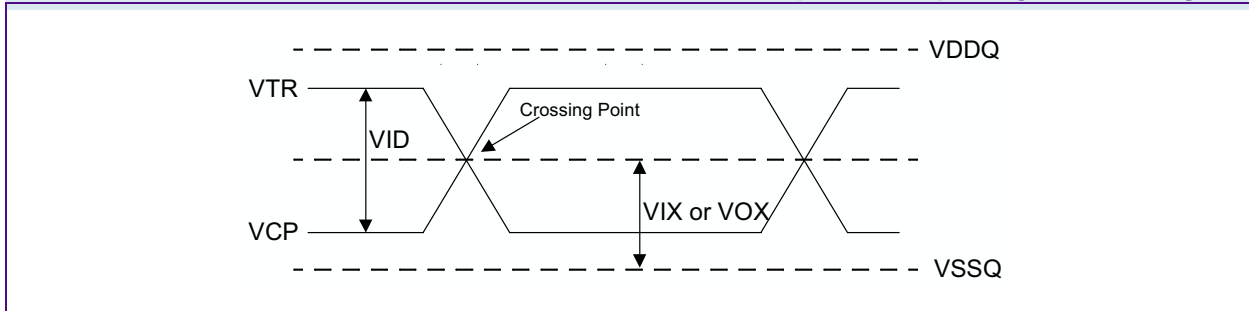 VDDQ
VTR
Crossing Point
VID
VIX or VOX
VCP
VSSQ